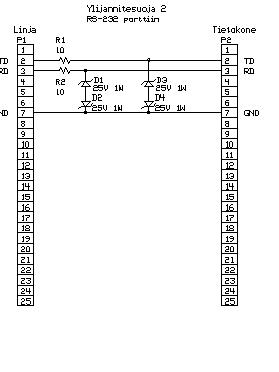 Ylijännitesuoja 2
RS-232 porttiin
Linja
Tietokone
P1
P2
R1
10
R2
10
D1
25V 1W
D2
25V 1W
D3
25V 1W
D4
25V 1W
TD
RD
GND
TD
RD
ND
1
2
3
4
5
6
7
8
9
10
11
12
13
14
15
16
17
18
19
20
21
22
23
24
25
1
2
3
4
5
6
7
8
9
10
11
12
13
14
15
16
17
18
19
20
21
22
23
24
25